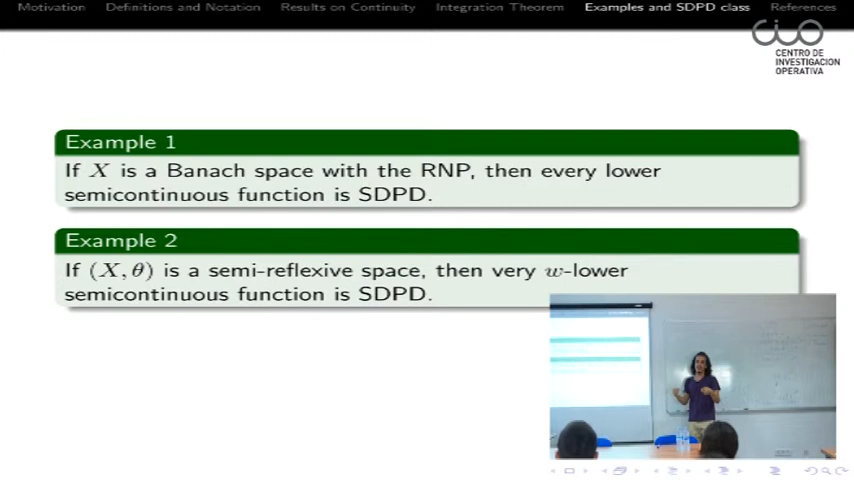 Motivation Definitions and Notation Results on Continuity Integration Theorem Examples and SDPD class References
CIO
CENTRO DE
INVESTIGACION
OPERATIVA
Example 1
If X is a Banach space with the RNP, then every lower
semicontinuous function is SDPD.
Example 2
If (X, θ) is a semi-reflexive space, then very w-lower
semicontinuous function is SDPD.